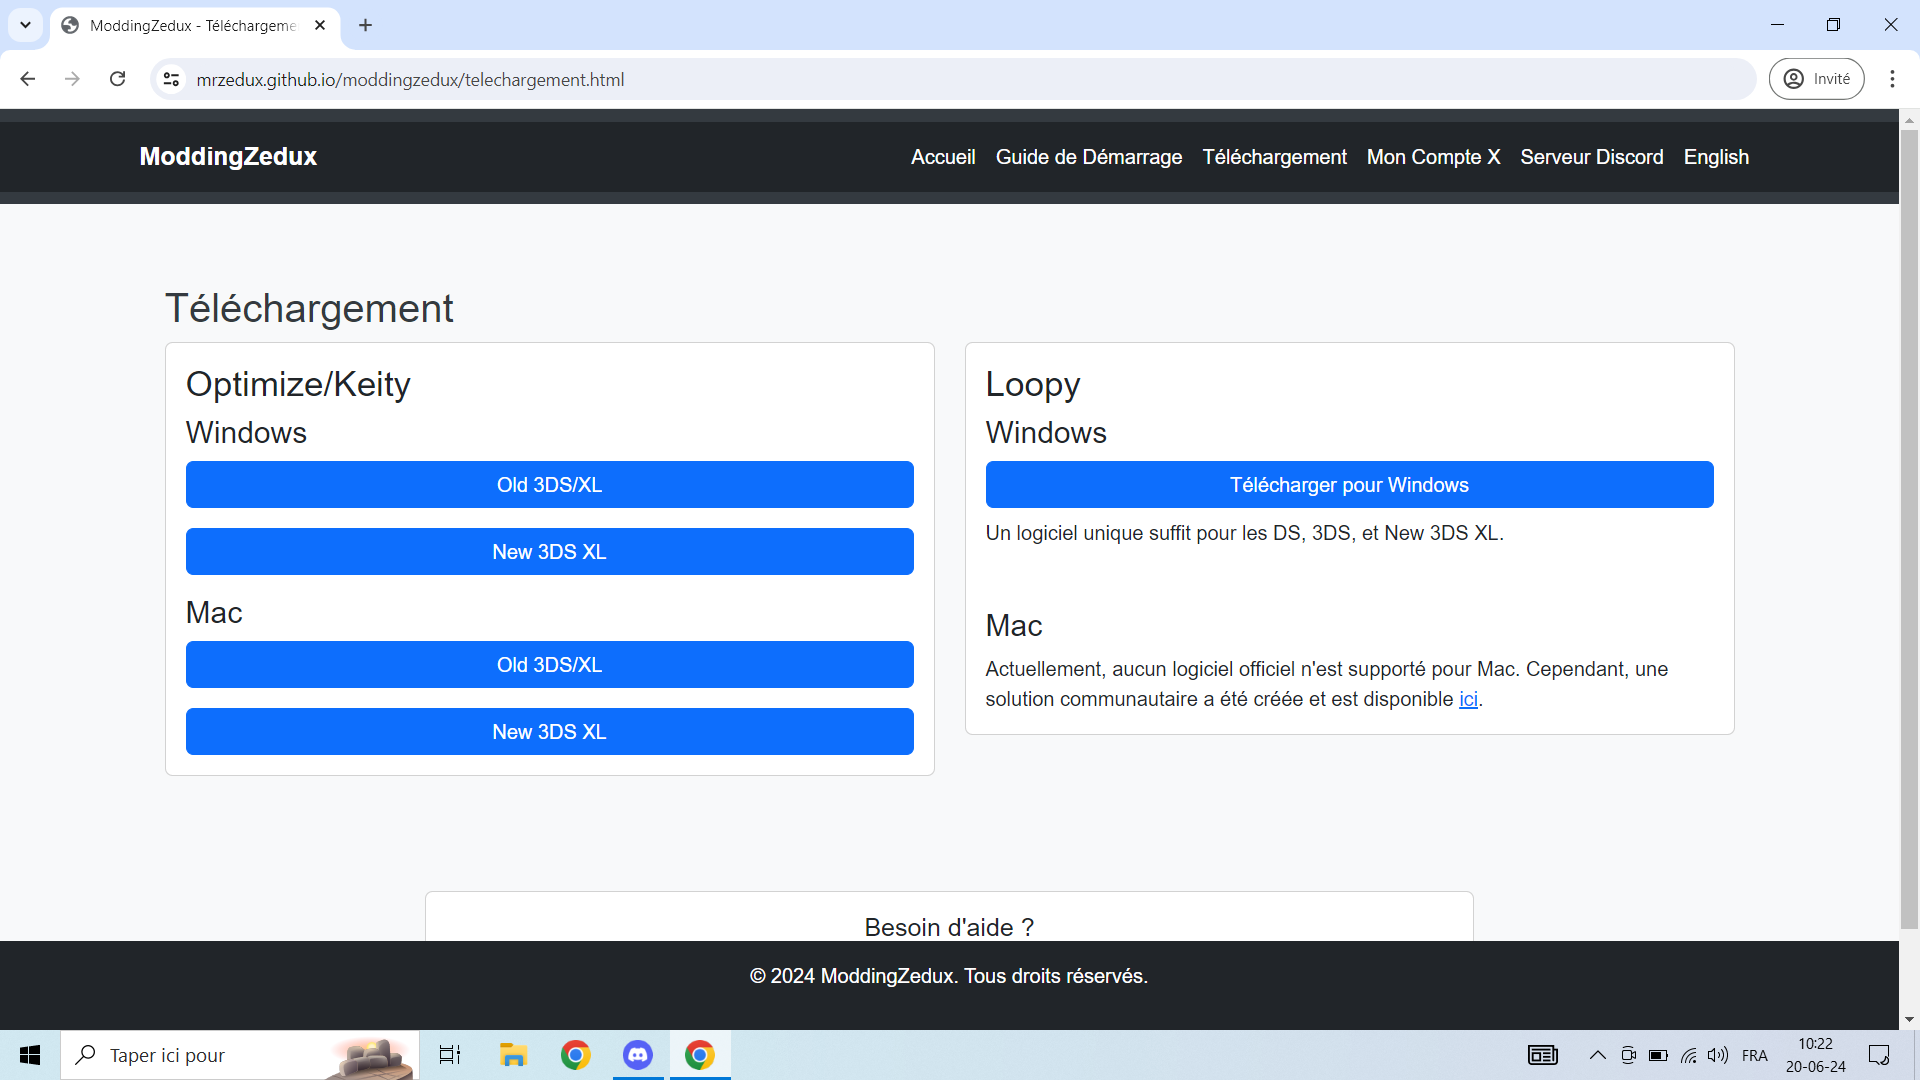 ModdingZedux - Téléchargeme
mrzedux.github.io/moddingzedux/telechargement.html
Invité
ModdingZedux
Accueil Guide de Démarrage Téléchargement Mon Compte X Serveur Discord English
Téléchargement
Optimize/Keity
Windows
Old 3DS/XL
New 3DS XL
Mac
Old 3DS/XL
New 3DS XL
Loopy
Windows
Télécharger pour Windows
Un logiciel unique suffit pour les DS, 3DS, et New 3DS XL.
Mac
Actuellement, aucun logiciel officiel n'est supporté pour Mac. Cependant, une
solution communautaire a été créée et est disponible ici.
Besoin d'aide ?
© 2024 ModdingZedux. Tous droits réservés.
Taper ici pour
FRA
10:22
20-06-24